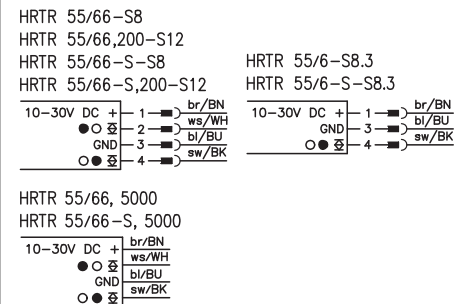 HRTR 55/66-S8
HRTR 55/66,200-S12
HRTR 55/66-S-S8
HRTR 55/66-S,200-S12
10-30V DC + 1 br/BN
2 ws/WH
GND 3 bl/BU
4 sw/BK
HRTR 55/6-S8.3
HRTR 55/6-S-S8.3
10-30V DC + 1 br/BN
GND 3 bl/BU
4 sw/BK
HRTR 55/66, 5000
HRTR 55/66-S, 5000
10-30V DC + br/BN
ws/WH
GND bl/BU
sw/BK